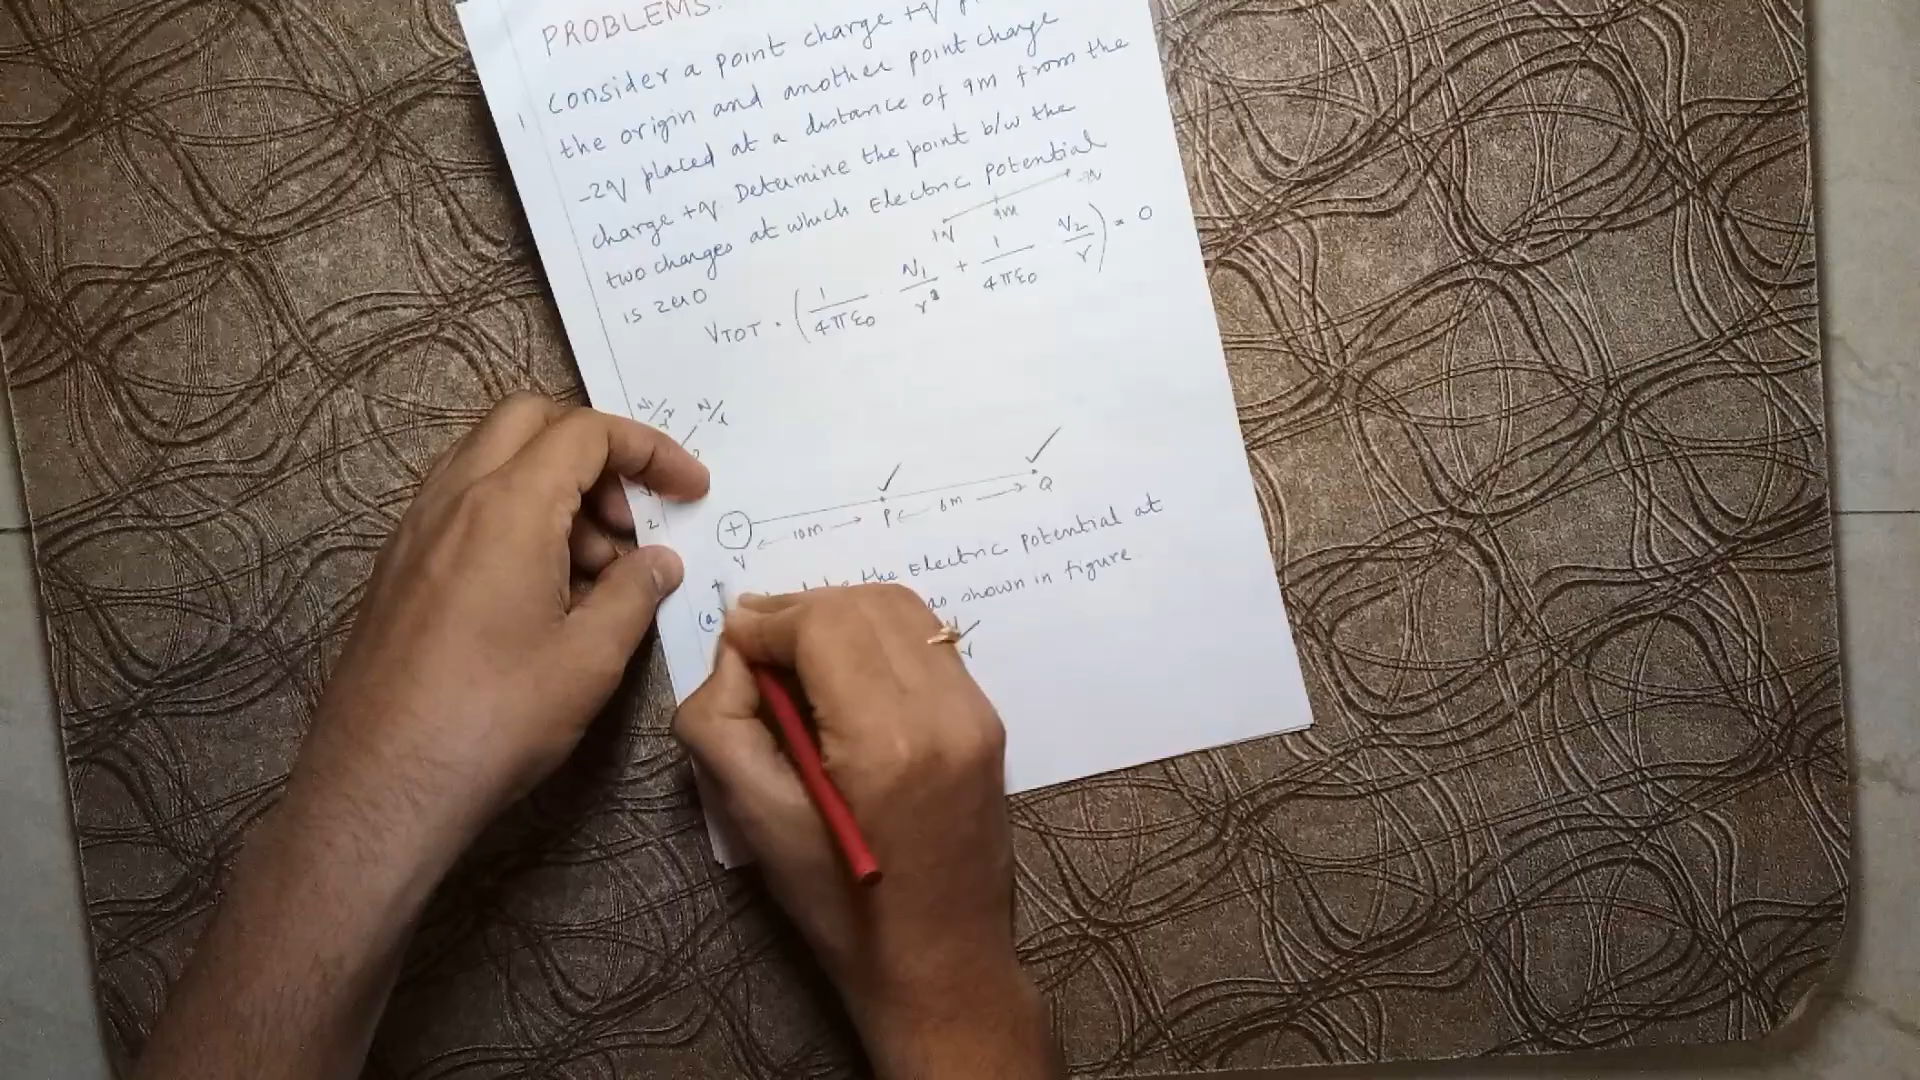 PROBLEMS.
1 Consider a point charge +q
the origin and another point charge
-2q placed at a distance of 9m from the
charge +q. Determine the point b/w the
two charges at which Electric potential
is zero
+q 9m -2q
VTOT = (1/4πε0 q1/r + 1/4πε0 q2/r) = 0
2
+ 10m P 6m Q
q
the Electric potential at
(a) as shown in figure.